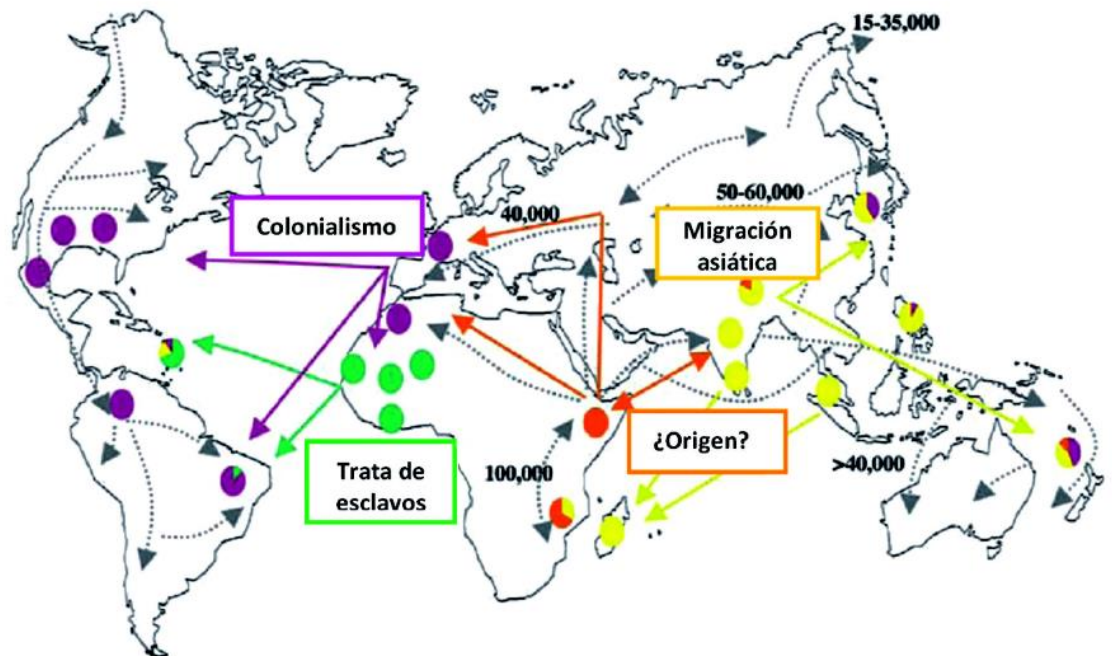 15-35,000
50-60,000
40,000
Colonialismo
Migración
asiática
¿Origen?
Trata de
esclavos
100,000
>40,000